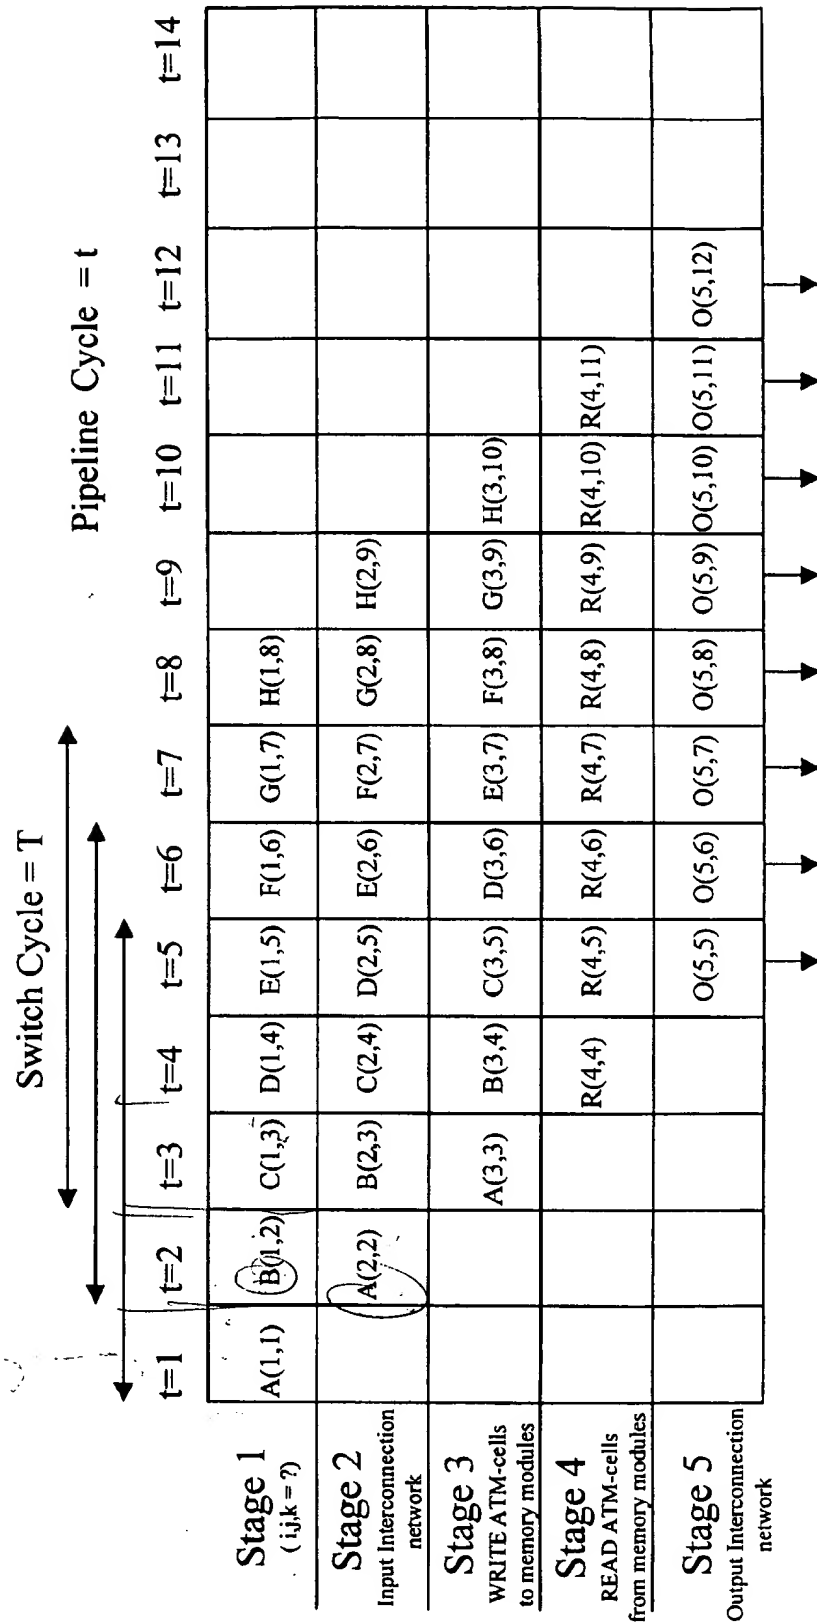 Pipeline Cycle = t
Switch Cycle = T
t=1 t=2 t=3 t=4 t=5 t=6 t=7 t=8 t=9 t=10 t=11 t=12 t=13 t=14
Stage 1
( i,j,k = ?)
A(1,1) B(1,2) C(1,3) D(1,4) E(1,5) F(1,6) G(1,7) H(1,8)
Stage 2
Input Interconnection
network
A(2,2) B(2,3) C(2,4) D(2,5) E(2,6) F(2,7) G(2,8) H(2,9)
Stage 3
WRITE ATM-cells
to memory modules
A(3,3) B(3,4) C(3,5) D(3,6) E(3,7) F(3,8) G(3,9) H(3,10)
Stage 4
READ ATM-cells
from memory modules
R(4,4) R(4,5) R(4,6) R(4,7) R(4,8) R(4,9) R(4,10) R(4,11)
Stage 5
Output Interconnection
network
O(5,5) O(5,6) O(5,7) O(5,8) O(5,9) O(5,10) O(5,11) O(5,12)